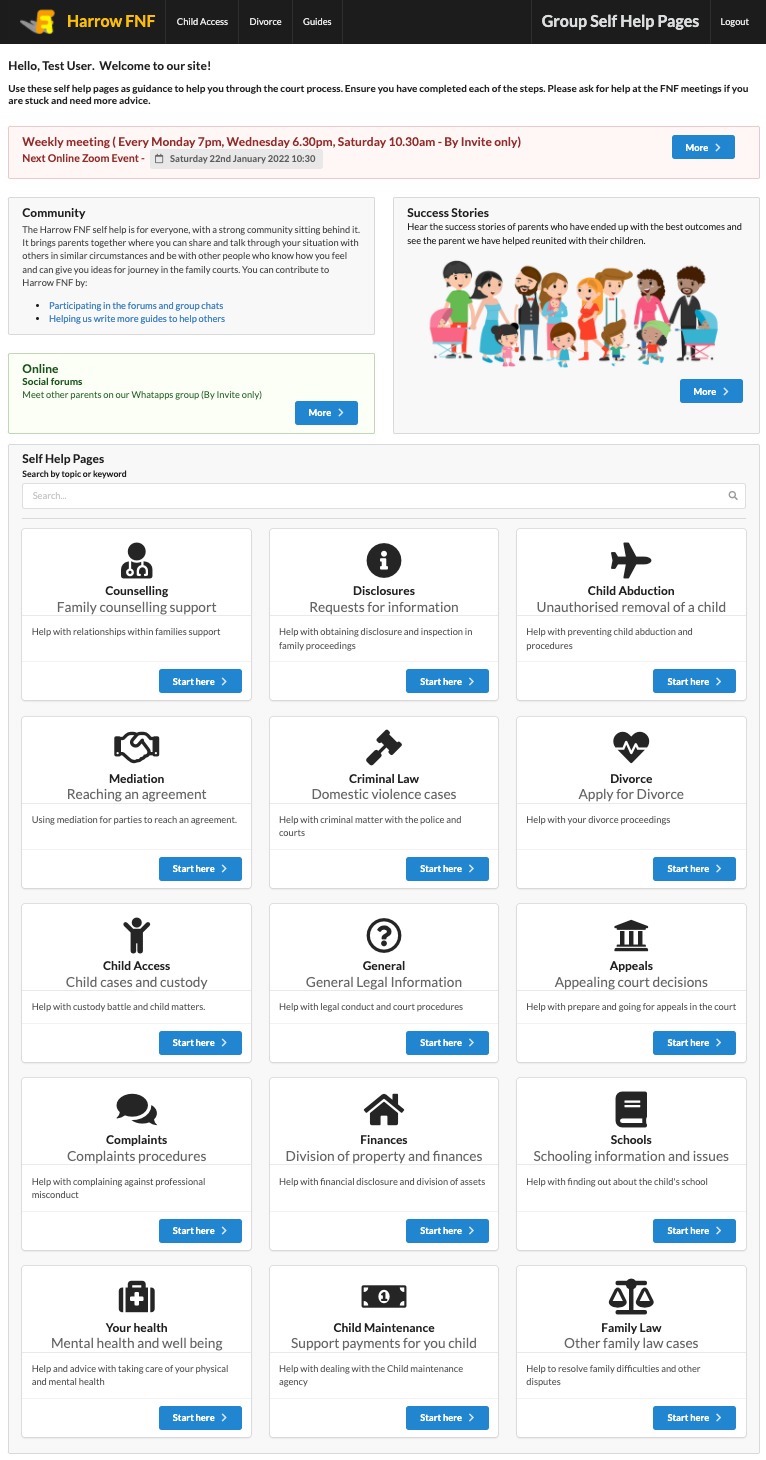 Harrow FNF
Child Access
Divorce
Guides
Group Self Help Pages
Logout
Hello, Test User. Welcome to our site!
Use these self help pages as guidance to help you through the court process. Ensure you have completed each of the steps. Please ask for help at the FNF meetings if you
are stuck and need more advice.
Weekly meeting ( Every Monday 7pm, Wednesday 6.30pm, Saturday 10.30am - By Invite only)
Next Online Zoom Event - Saturday 22nd January 2022 10:30
More
Community
The Harrow FNF self help is for everyone, with a strong community sitting behind it.
It brings parents together where you can share and talk through your situation with
others in similar circumstances and be with other people who know how you feel
and can give you ideas for journey in the family courts. You can contribute to
Harrow FNF by:
Participating in the forums and group chats
Helping us write more guides to help others
Success Stories
Hear the success stories of parents who have ended up with the best outcomes and
see the parent we have helped reunited with their children.
More
Online
Social forums
Meet other parents on our Whatapps group (By Invite only)
More
Self Help Pages
Search by topic or keyword
Search...
Counselling
Family counselling support
Help with relationships within families support
Start here
Disclosures
Requests for information
Help with obtaining disclosure and inspection in
family proceedings
Start here
Child Abduction
Unauthorised removal of a child
Help with preventing child abduction and
procedures
Start here
Mediation
Reaching an agreement
Using mediation for parties to reach an agreement.
Start here
Criminal Law
Domestic violence cases
Help with criminal matter with the police and
courts
Start here
Divorce
Apply for Divorce
Help with your divorce proceedings
Start here
Child Access
Child cases and custody
Help with custody battle and child matters.
Start here
General
General Legal Information
Help with legal conduct and court procedures
Start here
Appeals
Appealing court decisions
Help with prepare and going for appeals in the court
Start here
Complaints
Complaints procedures
Help with complaining against professional
misconduct
Start here
Finances
Division of property and finances
Help with financial disclosure and division of assets
Start here
Schools
Schooling information and issues
Help with finding out about the child's school
Start here
Your health
Mental health and well being
Help and advice with taking care of your physical
and mental health
Start here
Child Maintenance
Support payments for you child
Help with dealing with the Child maintenance
agency
Start here
Family Law
Other family law cases
Help to resolve family difficulties and other
disputes
Start here